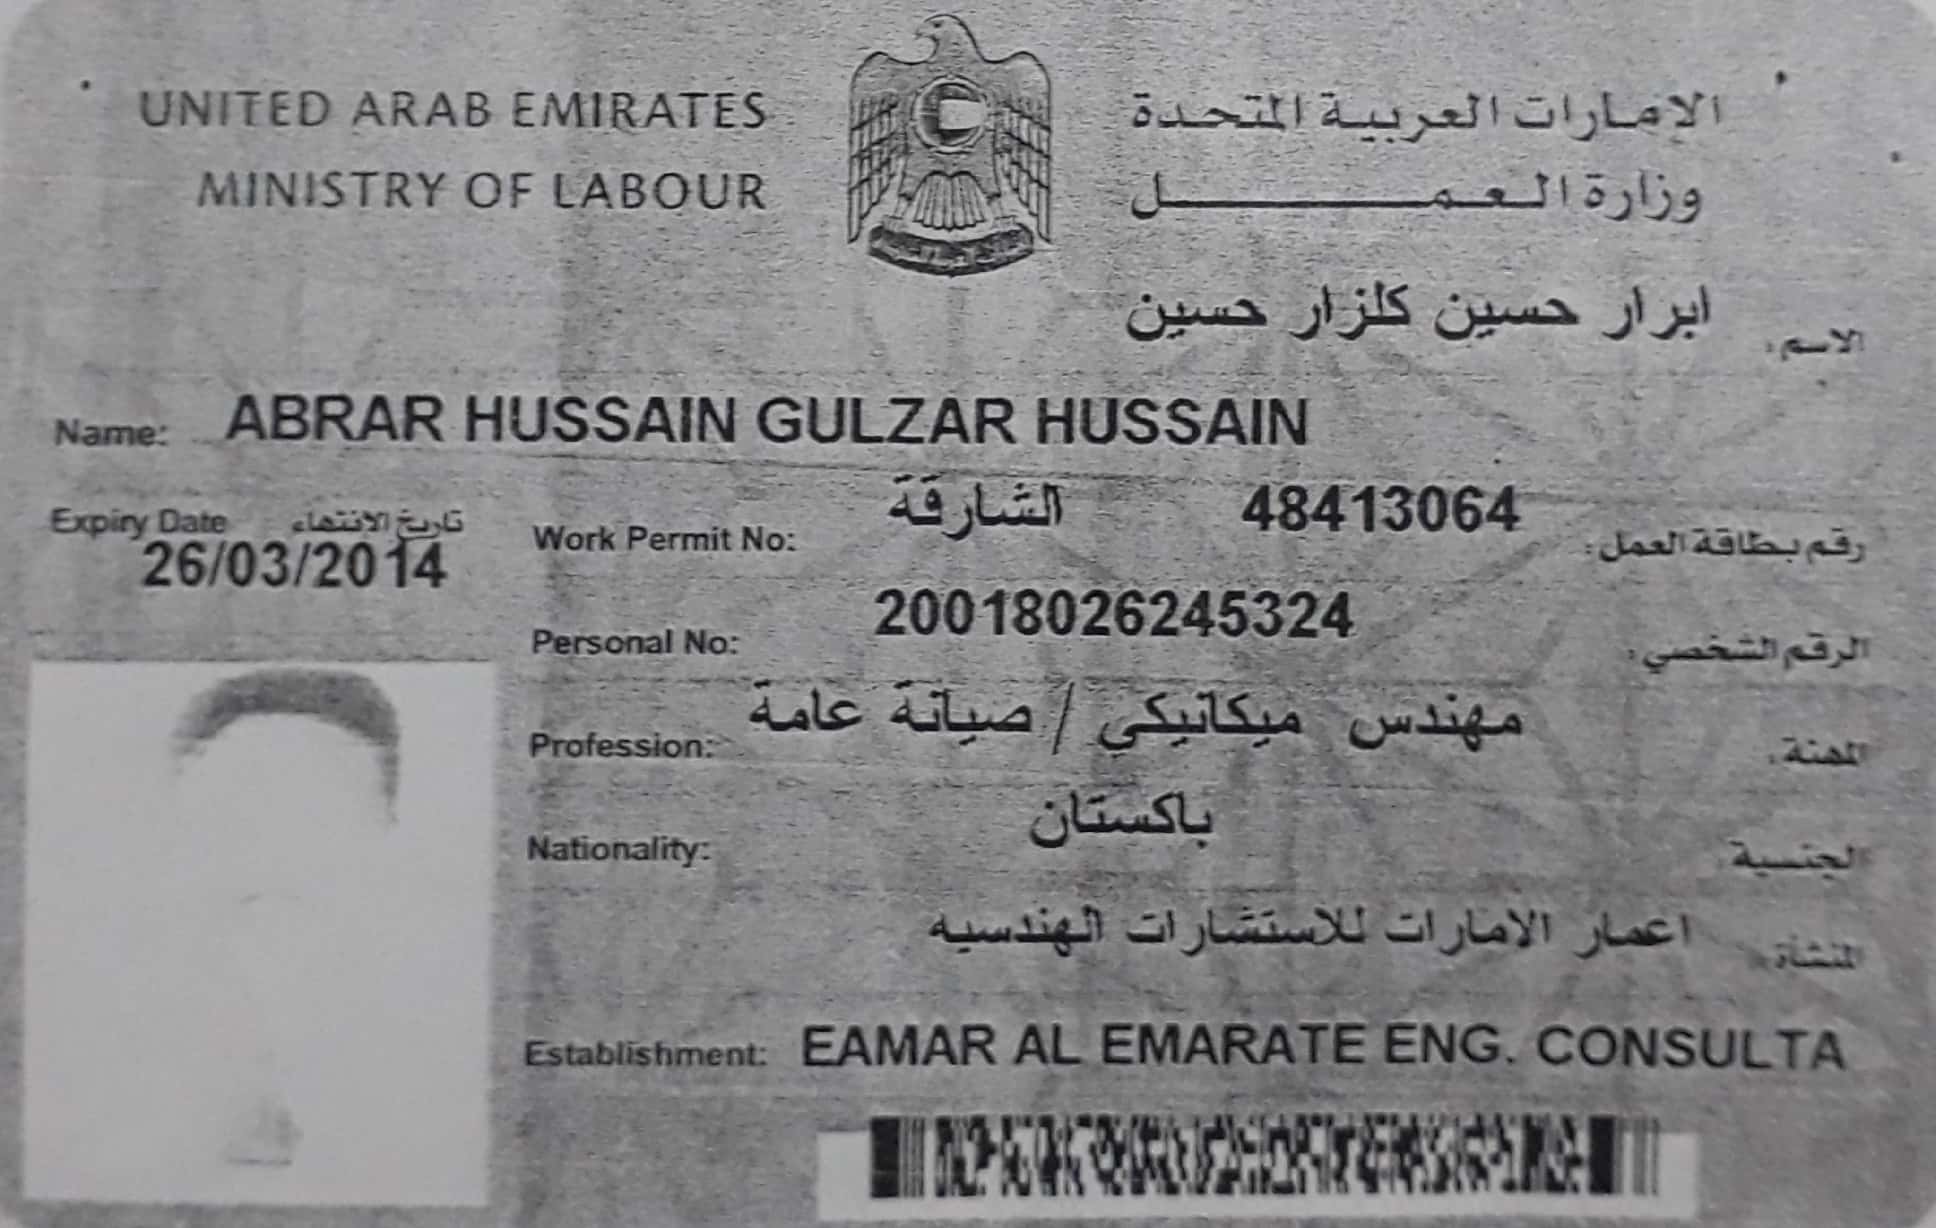 UNITED ARAB EMIRATES
الامارات العربية المتحدة
MINISTRY OF LABOUR
وزارة العمـــــــل
الاسم: ابرار حسين كلزار حسين
Name: ABRAR HUSSAIN GULZAR HUSSAIN
Expiry Date تاريخ الانتهاء
26/03/2014
Work Permit No: الشارقة 48413064 رقم بطاقة العمل:
Personal No: 20018026245324 الرقم الشخصي:
Profession: مهندس ميكانيكي / صيانة عامة المهنة:
Nationality: باكستان الجنسية:
المنشأة: اعمار الامارات للاستشارات الهندسيه
Establishment: EAMAR AL EMARATE ENG. CONSULTA